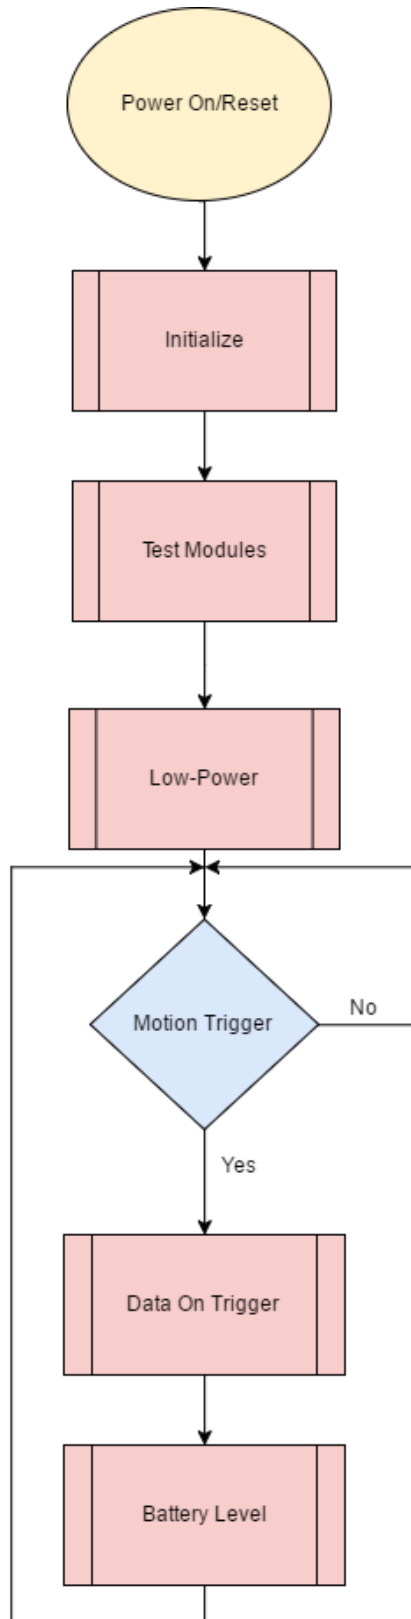 Power On/Reset
Initialize
Test Modules
Low-Power
Motion Trigger
No
Yes
Data On Trigger
Battery Level